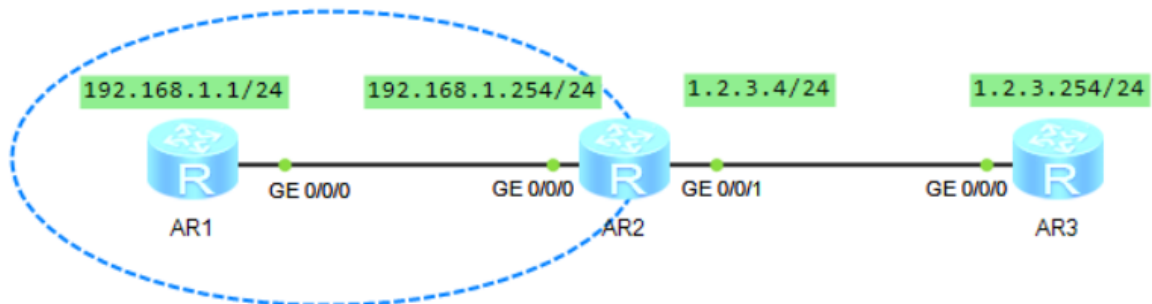 192.168.1.1/24 192.168.1.254/24 1.2.3.4/24 1.2.3.254/24
R R R
GE 0/0/0 GE 0/0/0 GE 0/0/1 GE 0/0/0
AR1 AR2 AR3